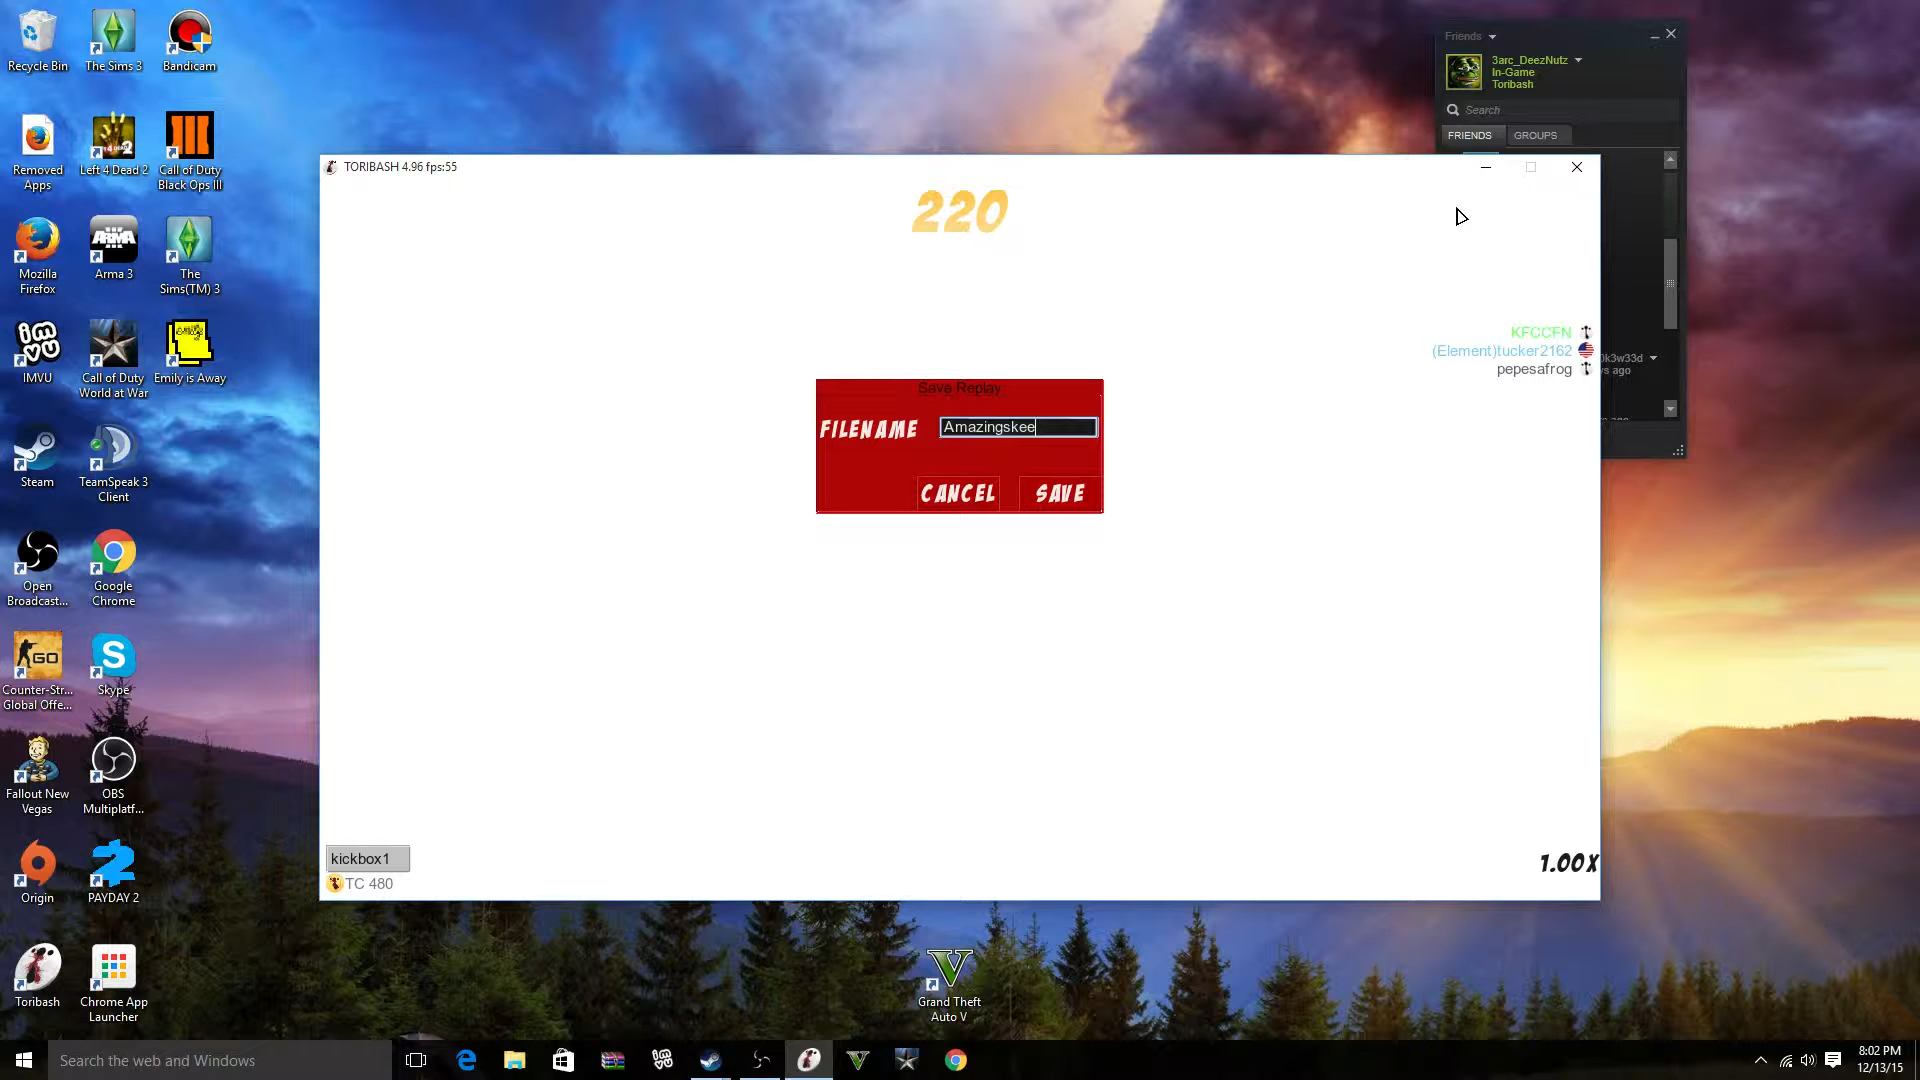 Recycle Bin
The Sims 3
Bandicam
Removed Apps
Left 4 Dead 2
Call of Duty Black Ops III
Mozilla Firefox
Arma 3
The Sims(TM) 3
IMVU
Call of Duty World at War
Emily is Away
Steam
TeamSpeak 3 Client
Open Broadcast...
Google Chrome
Counter-Str... Global Offe...
Skype
Fallout New Vegas
OBS Multiplatf...
Origin
PAYDAY 2
Toribash
Chrome App Launcher
Grand Theft Auto V
Friends
3arc_DeezNutz
In-Game
Toribash
Search
FRIENDS GROUPS
0k3w33d
ys ago
TORIBASH 4.96 fps:55
220
KFCCFN
(Element)tucker2162
pepesafrog
Save Replay
FILENAME Amazingskee
CANCEL SAVE
kickbox1
TC 480
1.00X
Search the web and Windows
8:02 PM
12/13/15